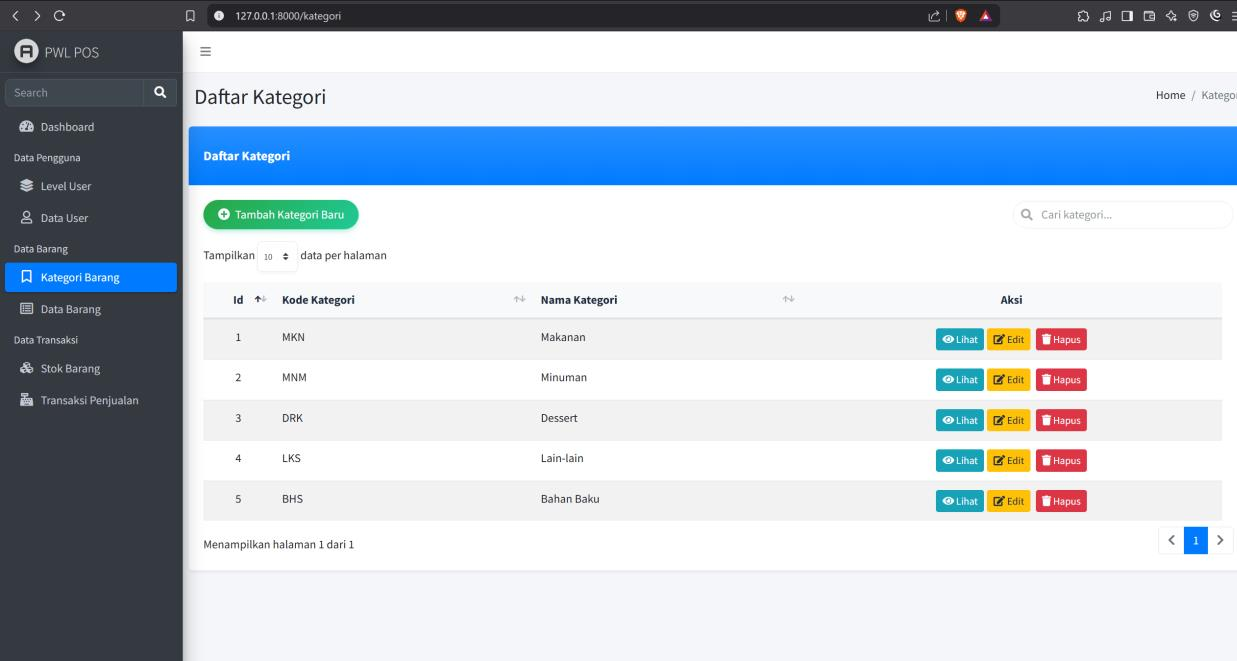 127.0.0.1:8000/kategori
PWL POS
Search
Dashboard
Data Pengguna
Level User
Data User
Data Barang
Kategori Barang
Data Barang
Data Transaksi
Stok Barang
Transaksi Penjualan
Daftar Kategori
Home / Kategor
Daftar Kategori
Tambah Kategori Baru
Cari kategori...
Tampilkan 10 data per halaman
Id Kode Kategori Nama Kategori Aksi
1 MKN Makanan Lihat Edit Hapus
2 MNM Minuman Lihat Edit Hapus
3 DRK Dessert Lihat Edit Hapus
4 LKS Lain-lain Lihat Edit Hapus
5 BHS Bahan Baku Lihat Edit Hapus
Menampilkan halaman 1 dari 1
1